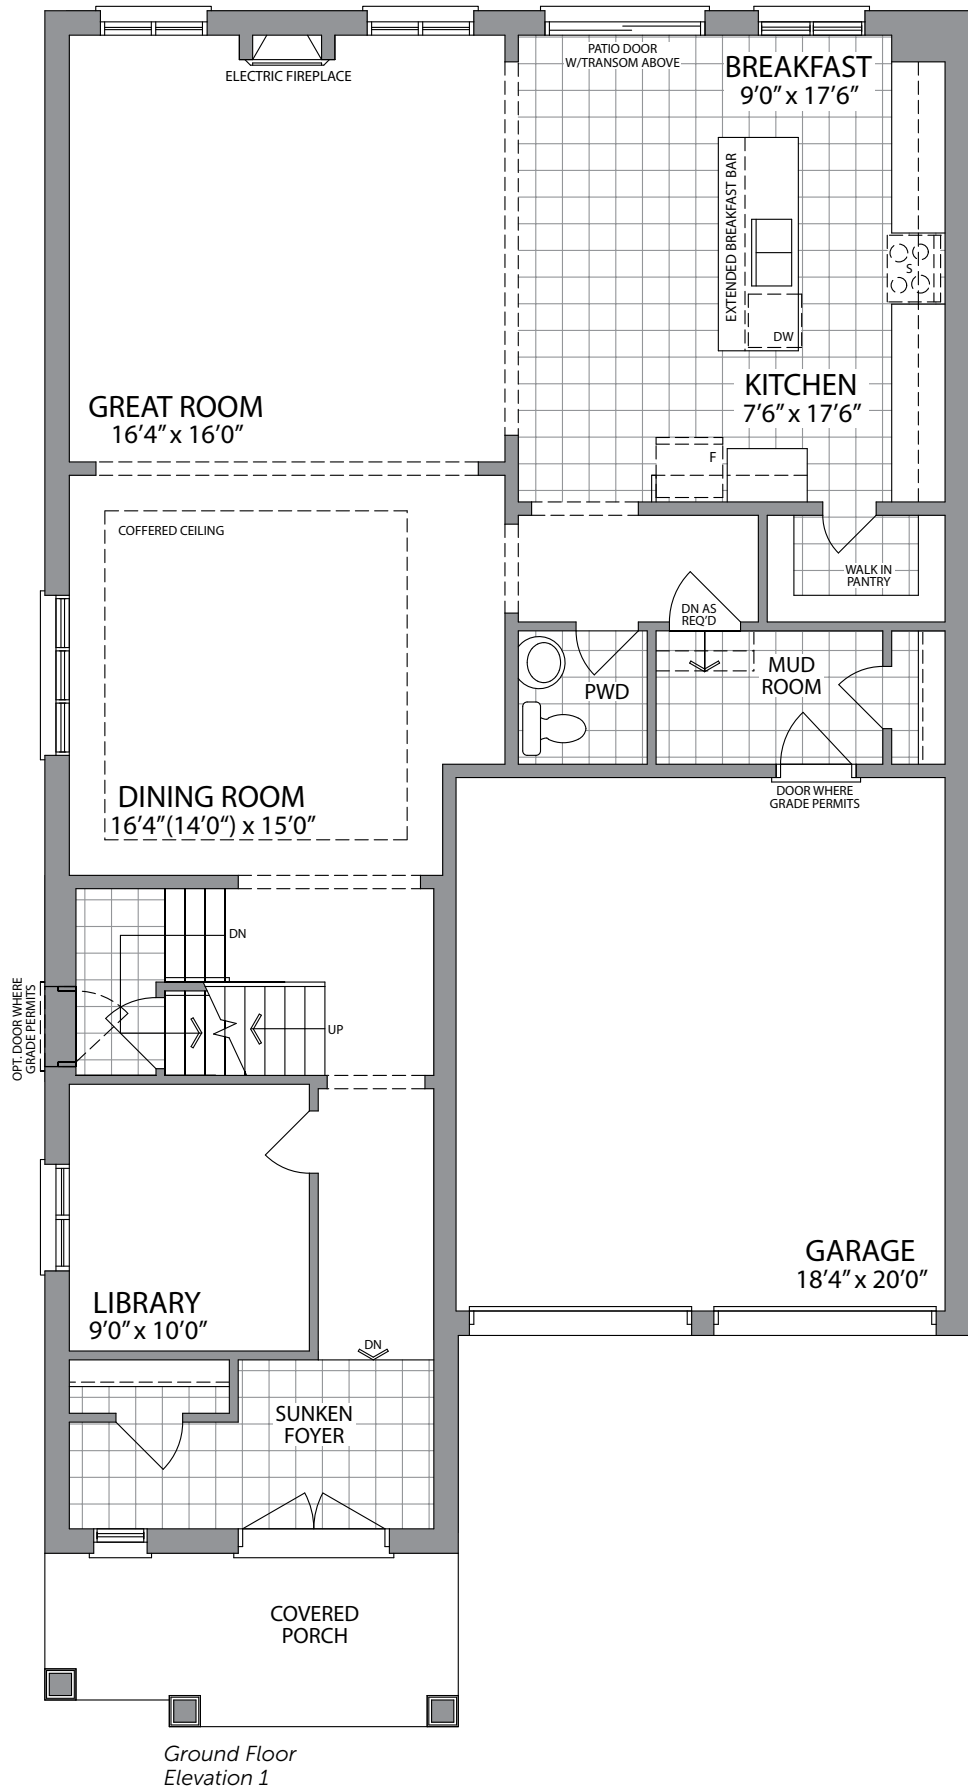 PATIO DOOR
W/TRANSOM ABOVE
BREAKFAST
9'0" x 17'6"
ELECTRIC FIREPLACE
EXTENDED BREAKFAST BAR
S
DW
KITCHEN
7'6" x 17'6"
GREAT ROOM
16'4" x 16'0"
F
COFFERED CEILING
WALK IN
PANTRY
DN AS
REQ'D
MUD
ROOM
PWD
DINING ROOM
16'4"(14'0") x 15'0"
DOOR WHERE
GRADE PERMITS
DN
OPT. DOOR WHERE
GRADE PERMITS
UP
GARAGE
18'4" x 20'0"
LIBRARY
9'0" x 10'0"
DN
SUNKEN
FOYER
COVERED
PORCH
Ground Floor
Elevation 1